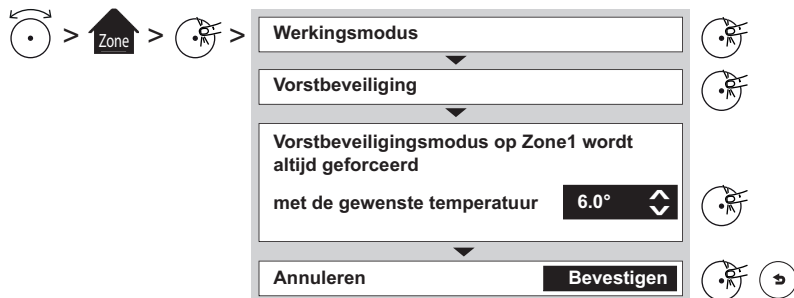 > Zone > >
Werkingsmodus
Vorstbeveiliging
Vorstbeveiligingsmodus op Zone1 wordt
altijd geforceerd
met de gewenste temperatuur 6.0°
Annuleren Bevestigen